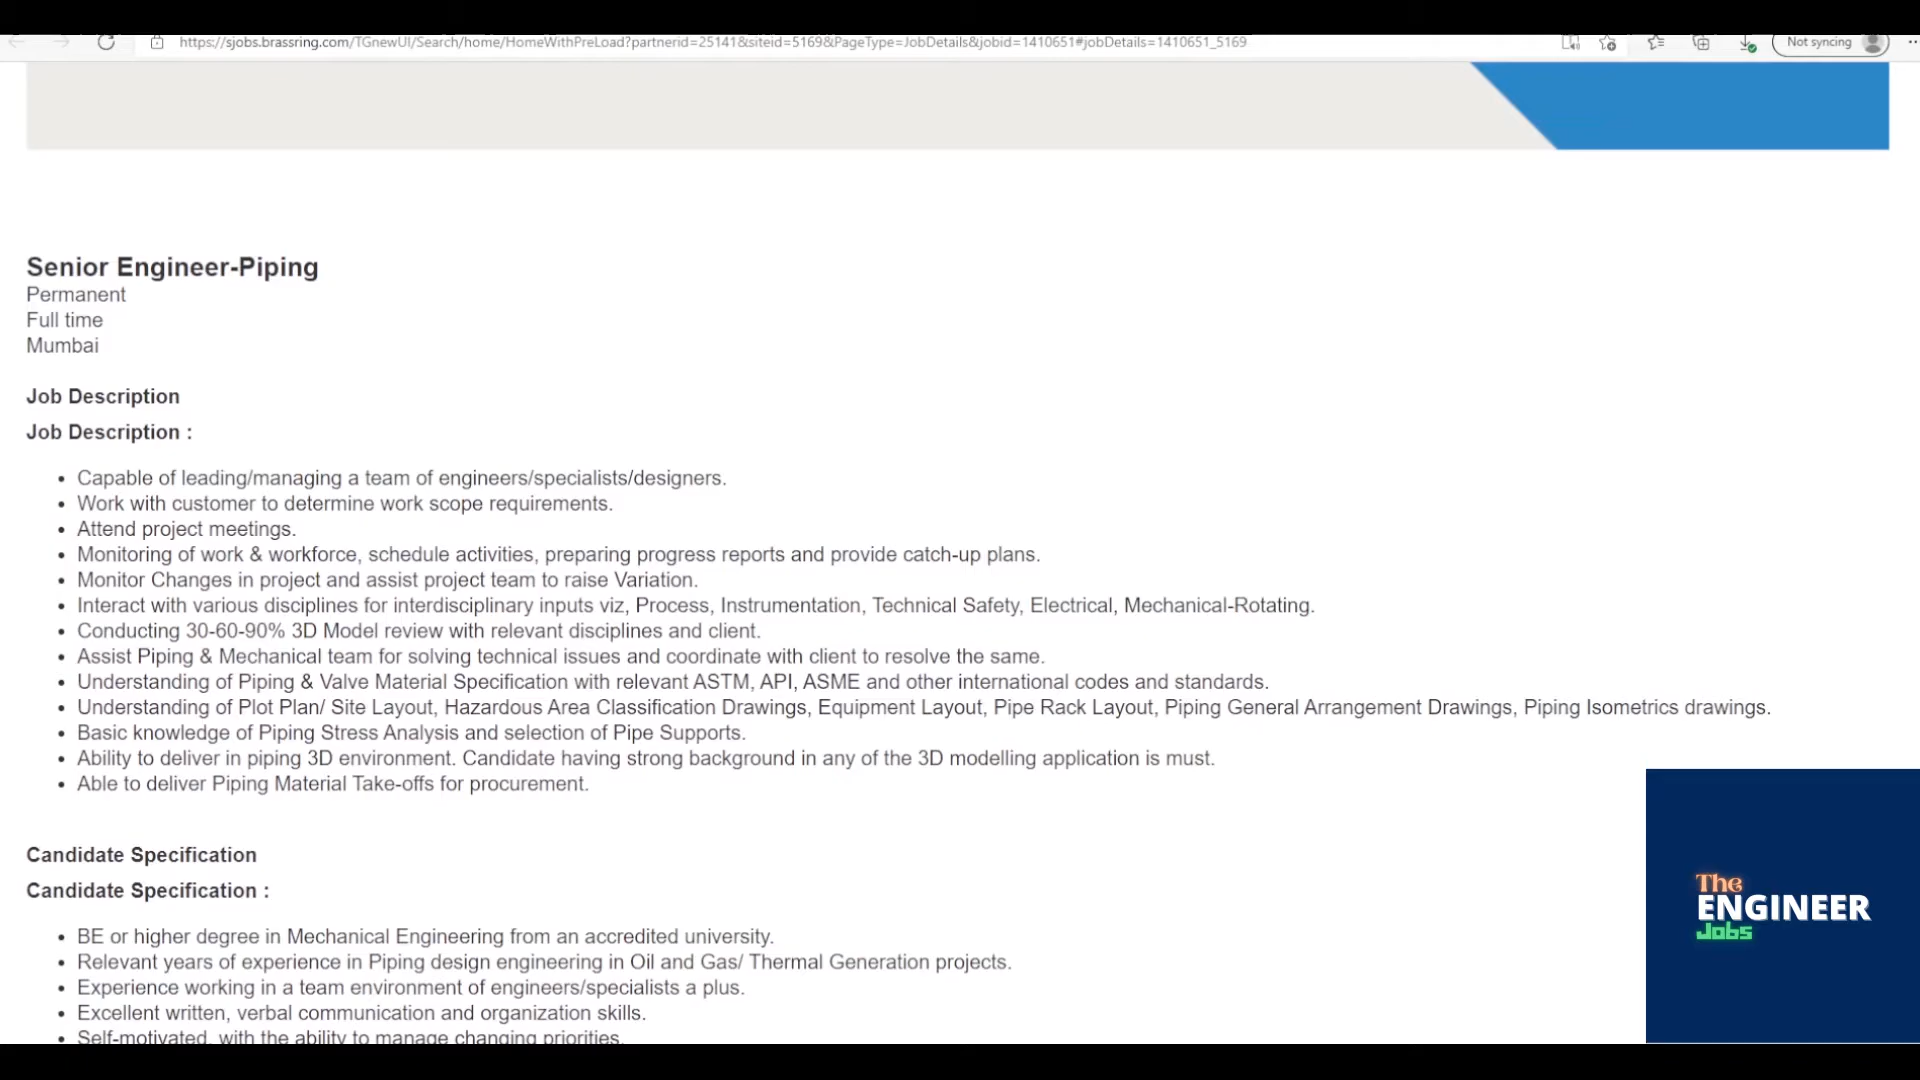 https://sjobs.brassring.com/TGnewUI/Search/home/HomeWithPreLoad?partnerid=25141&siteid=5169&PageType=JobDetails&jobid=1410651#jobDetails=1410651_5169
Not syncing
Senior Engineer-Piping
Permanent
Full time
Mumbai
Job Description
Job Description :
• Capable of leading/managing a team of engineers/specialists/designers.
• Work with customer to determine work scope requirements.
• Attend project meetings.
• Monitoring of work & workforce, schedule activities, preparing progress reports and provide catch-up plans.
• Monitor Changes in project and assist project team to raise Variation.
• Interact with various disciplines for interdisciplinary inputs viz, Process, Instrumentation, Technical Safety, Electrical, Mechanical-Rotating.
• Conducting 30-60-90% 3D Model review with relevant disciplines and client.
• Assist Piping & Mechanical team for solving technical issues and coordinate with client to resolve the same.
• Understanding of Piping & Valve Material Specification with relevant ASTM, API, ASME and other international codes and standards.
• Understanding of Plot Plan/ Site Layout, Hazardous Area Classification Drawings, Equipment Layout, Pipe Rack Layout, Piping General Arrangement Drawings, Piping Isometrics drawings.
• Basic knowledge of Piping Stress Analysis and selection of Pipe Supports.
• Ability to deliver in piping 3D environment. Candidate having strong background in any of the 3D modelling application is must.
• Able to deliver Piping Material Take-offs for procurement.
Candidate Specification
Candidate Specification :
• BE or higher degree in Mechanical Engineering from an accredited university.
• Relevant years of experience in Piping design engineering in Oil and Gas/ Thermal Generation projects.
• Experience working in a team environment of engineers/specialists a plus.
• Excellent written, verbal communication and organization skills.
• Self-motivated, with the ability to manage changing priorities.
The
ENGINEER
Jobs